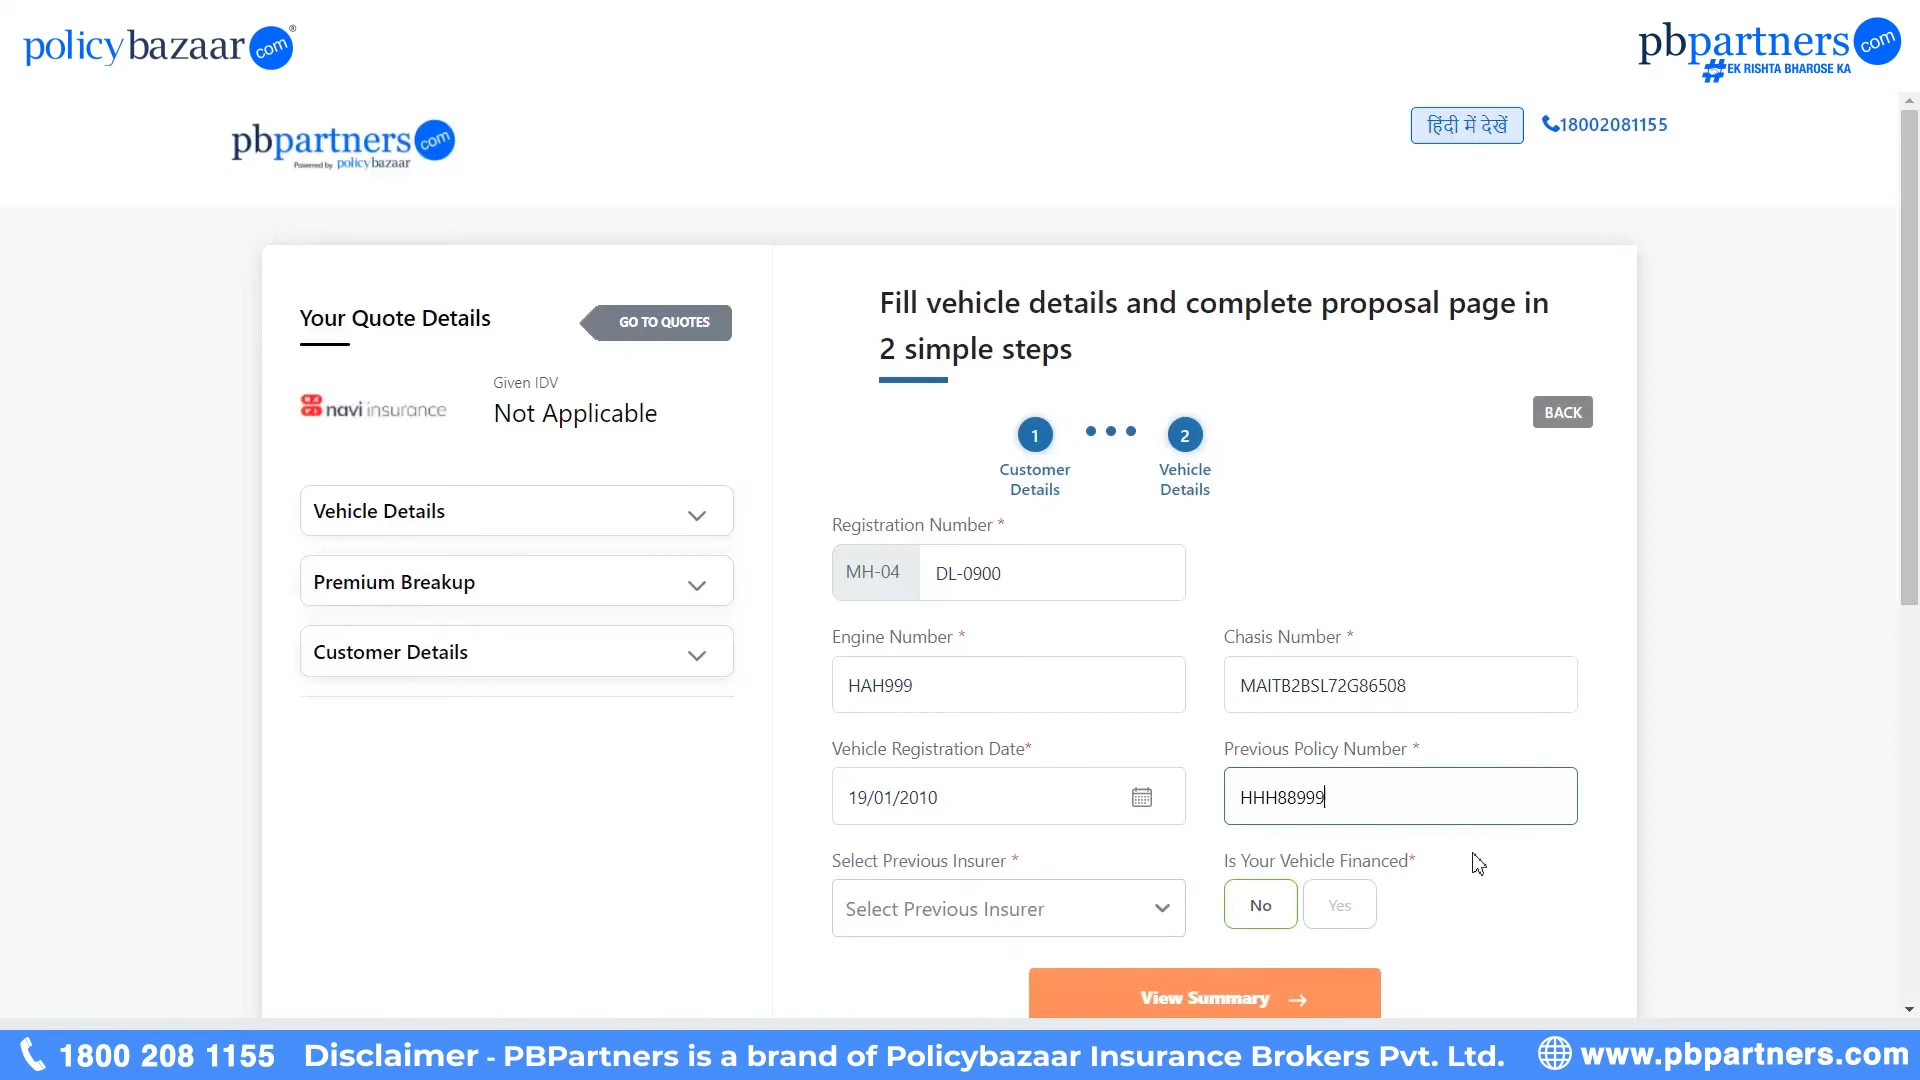 policybazaar com ®
pbpartners com
#EK RISHTA BHAROSE KA
pbpartners com
Powered by policybazaar
हिंदी में देखें
18002081155
Your Quote Details
GO TO QUOTES
navi insurance
Given IDV
Not Applicable
Vehicle Details
Premium Breakup
Customer Details
Fill vehicle details and complete proposal page in
2 simple steps
BACK
1
Customer
Details
2
Vehicle
Details
Registration Number *
MH-04
DL-0900
Engine Number *
HAH999
Chasis Number *
MAITB2BSL72G86508
Vehicle Registration Date*
19/01/2010
Previous Policy Number *
HHH88999
Select Previous Insurer *
Select Previous Insurer
Is Your Vehicle Financed*
No
Yes
View Summary →
1800 208 1155 Disclaimer - PBPartners is a brand of Policybazaar Insurance Brokers Pvt. Ltd. www.pbpartners.com